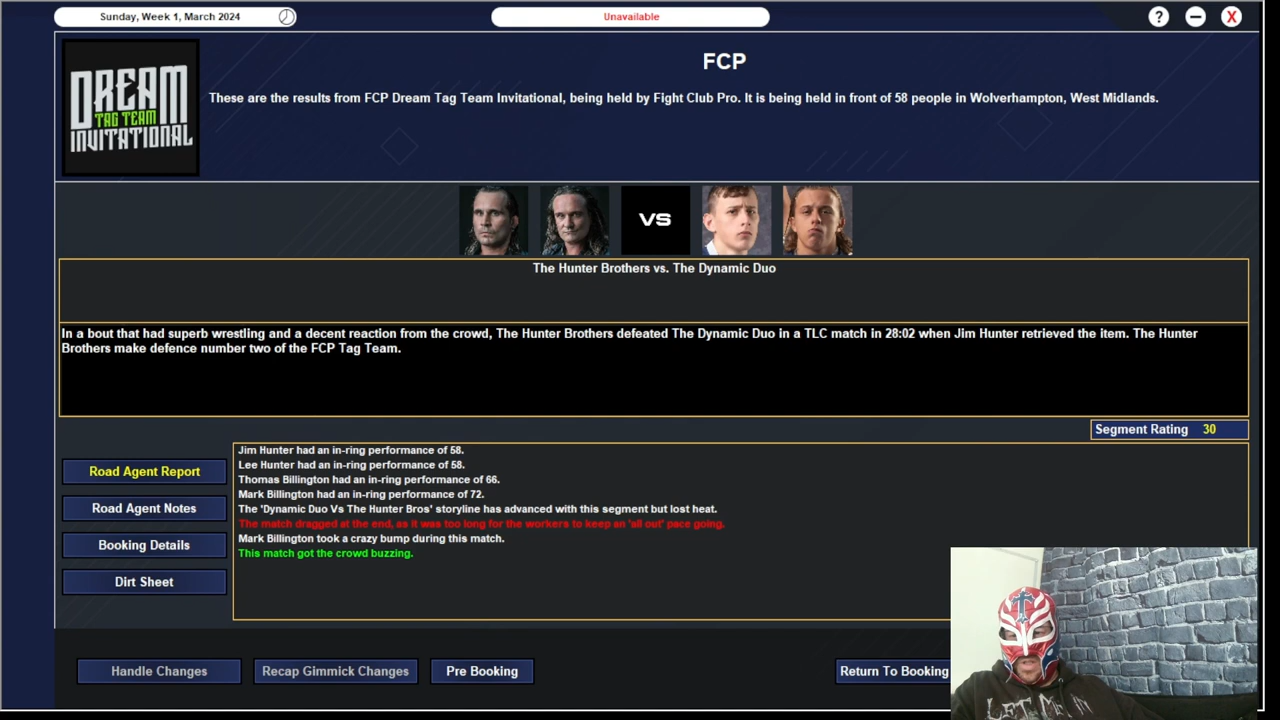 Sunday, Week 1, March 2024
Unavailable
?
X
DREAM
TAG TEAM
INVITATIONAL
FCP
These are the results from FCP Dream Tag Team Invitational, being held by Fight Club Pro. It is being held in front of 58 people in Wolverhampton, West Midlands.
VS
The Hunter Brothers vs. The Dynamic Duo
In a bout that had superb wrestling and a decent reaction from the crowd, The Hunter Brothers defeated The Dynamic Duo in a TLC match in 28:02 when Jim Hunter retrieved the item. The Hunter
Brothers make defence number two of the FCP Tag Team.
Segment Rating 30
Road Agent Report
Road Agent Notes
Booking Details
Dirt Sheet
Jim Hunter had an in-ring performance of 58.
Lee Hunter had an in-ring performance of 58.
Thomas Billington had an in-ring performance of 66.
Mark Billington had an in-ring performance of 72.
The 'Dynamic Duo Vs The Hunter Bros' storyline has advanced with this segment but lost heat.
The match dragged at the end, as it was too long for the workers to keep an 'all out' pace going.
Mark Billington took a crazy bump during this match.
This match got the crowd buzzing.
Handle Changes
Recap Gimmick Changes
Pre Booking
Return To Booking
LET ME IN